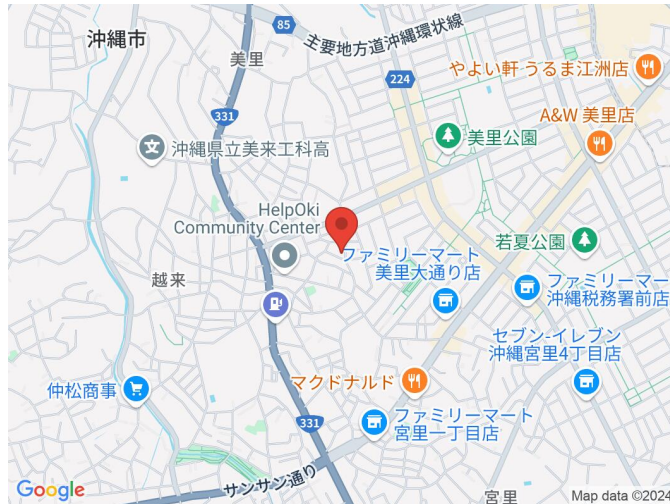 沖縄市
85
主要地方道沖縄環状線
美里
224
やよい軒 うるま江洲店
A&W 美里店
331
美里公園
沖縄県立美来工科高
HelpOki
Community Center
ファミリーマート
美里大通り店
若夏公園
越来
ファミリーマー
沖縄税務署前店
セブン-イレブン
沖縄宮里4丁目店
マクドナルド
仲松商事
ファミリーマート
宮里一丁目店
331
サンサン通り
宮里
Google
Map data ©2024